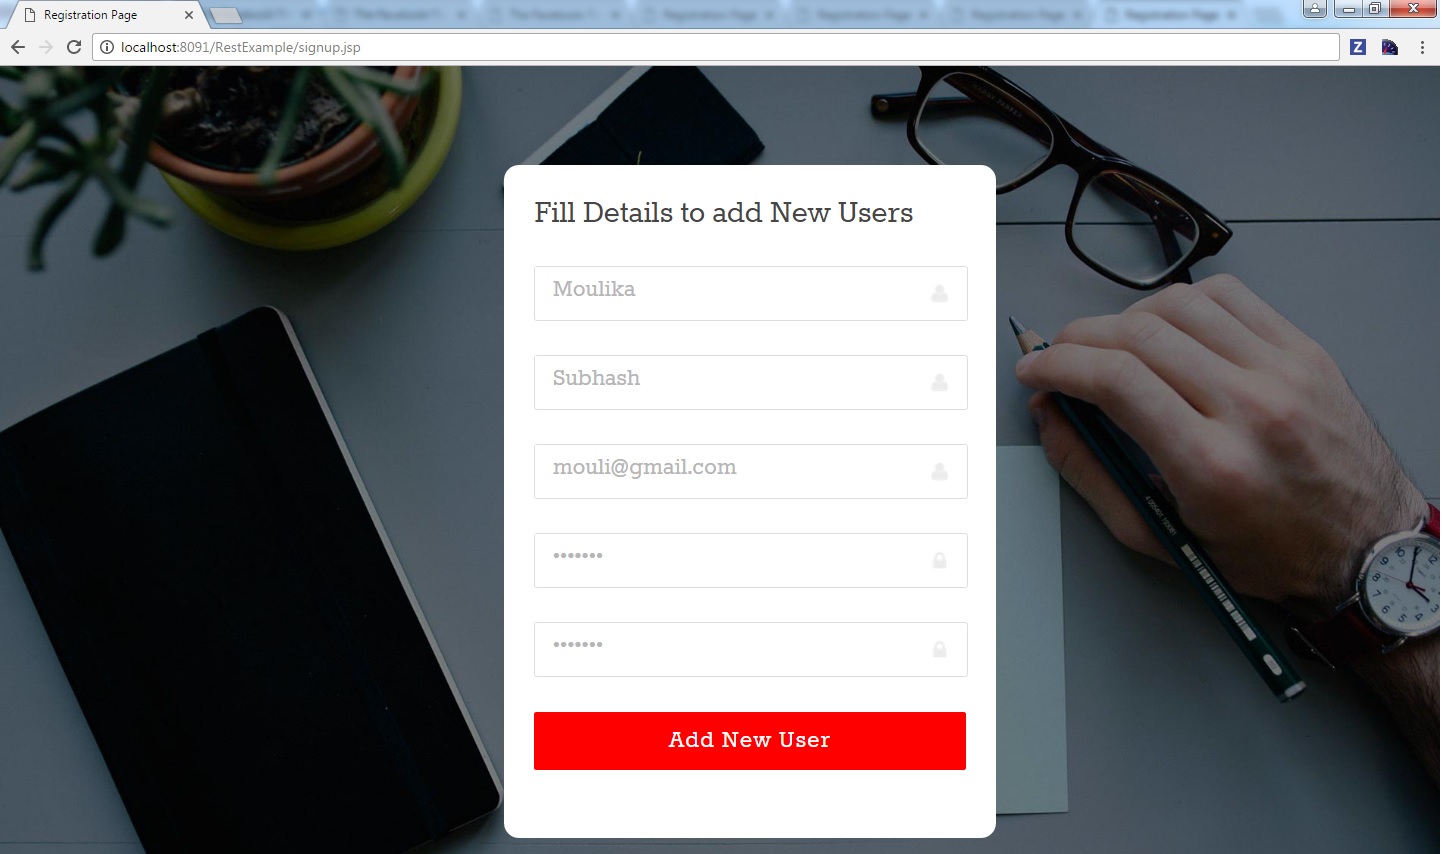 Registration Page
localhost:8091/RestExample/signup.jsp
Fill Details to add New Users
Moulika
Subhash
mouli@gmail.com
•••••••
•••••••
Add New User